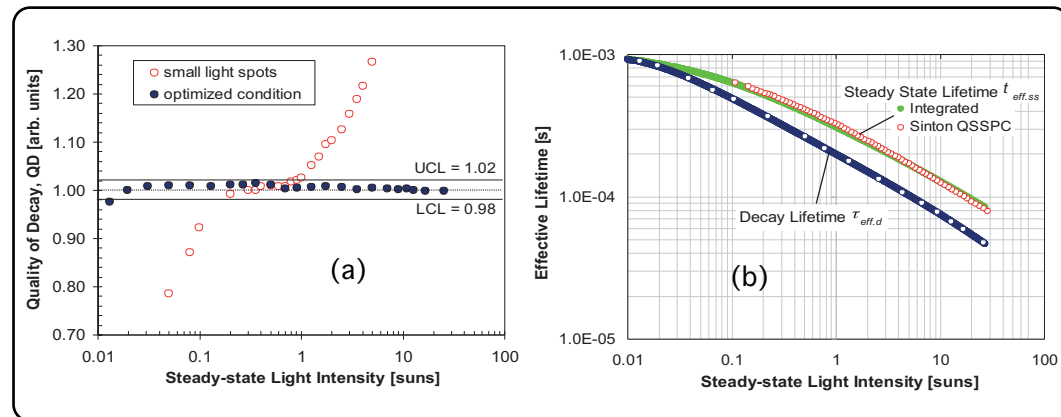 1.30
1.20
1.10
1.00
0.90
0.80
0.70
Quality of Decay, QD [arb. units]
small light spots
optimized condition
UCL = 1.02
LCL = 0.98
(a)
0.01
0.1
1
10
100
Steady-state Light Intensity [suns]
1.0E-03
1.0E-04
1.0E-05
Effective Lifetime [s]
Steady State Lifetime t eff.ss
Integrated
Sinton QSSPC
Decay Lifetime τ eff.d
(b)
0.01
0.1
1
10
100
Steady-state Light Intensity [suns]